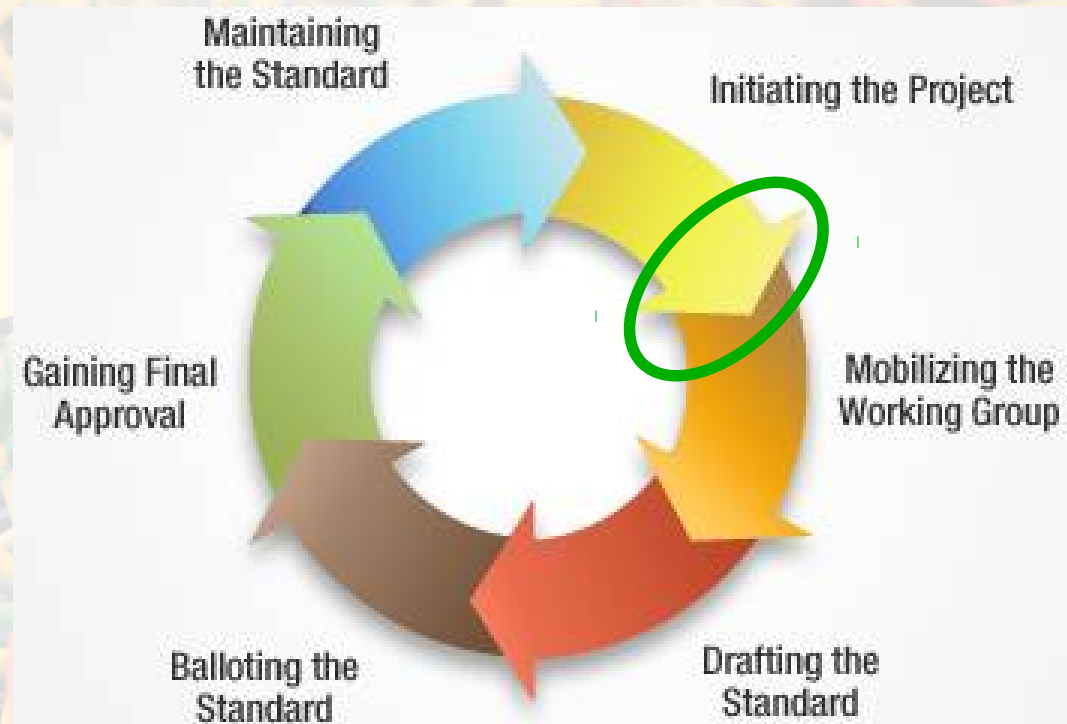 Maintaining
the Standard
Initiating the Project
Mobilizing the
Working Group
Drafting the
Standard
Balloting the
Standard
Gaining Final
Approval